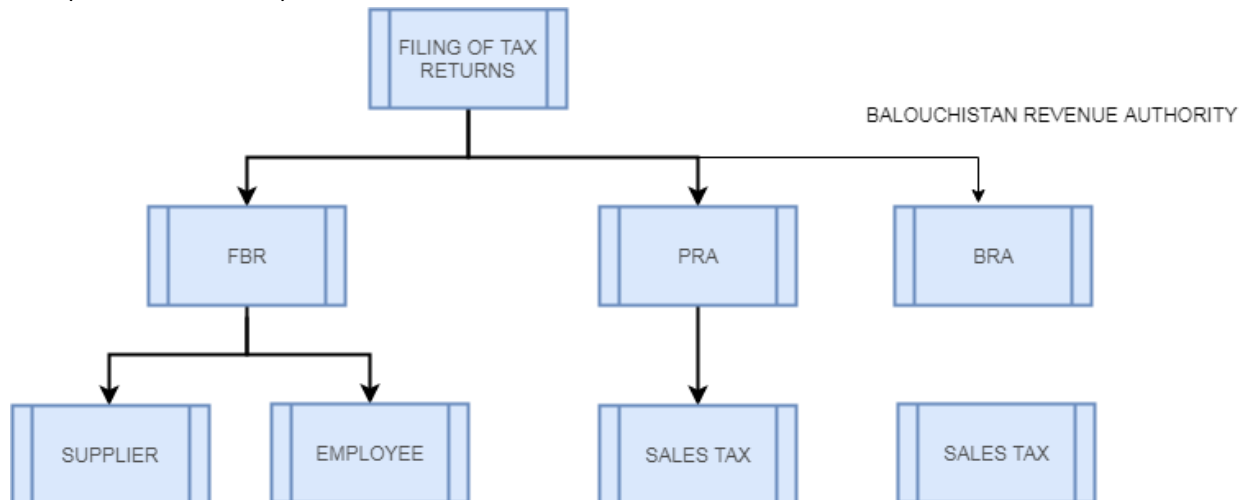 FILING OF TAX
RETURNS
BALOUCHISTAN REVENUE AUTHORITY
FBR
PRA
BRA
SUPPLIER
EMPLOYEE
SALES TAX
SALES TAX